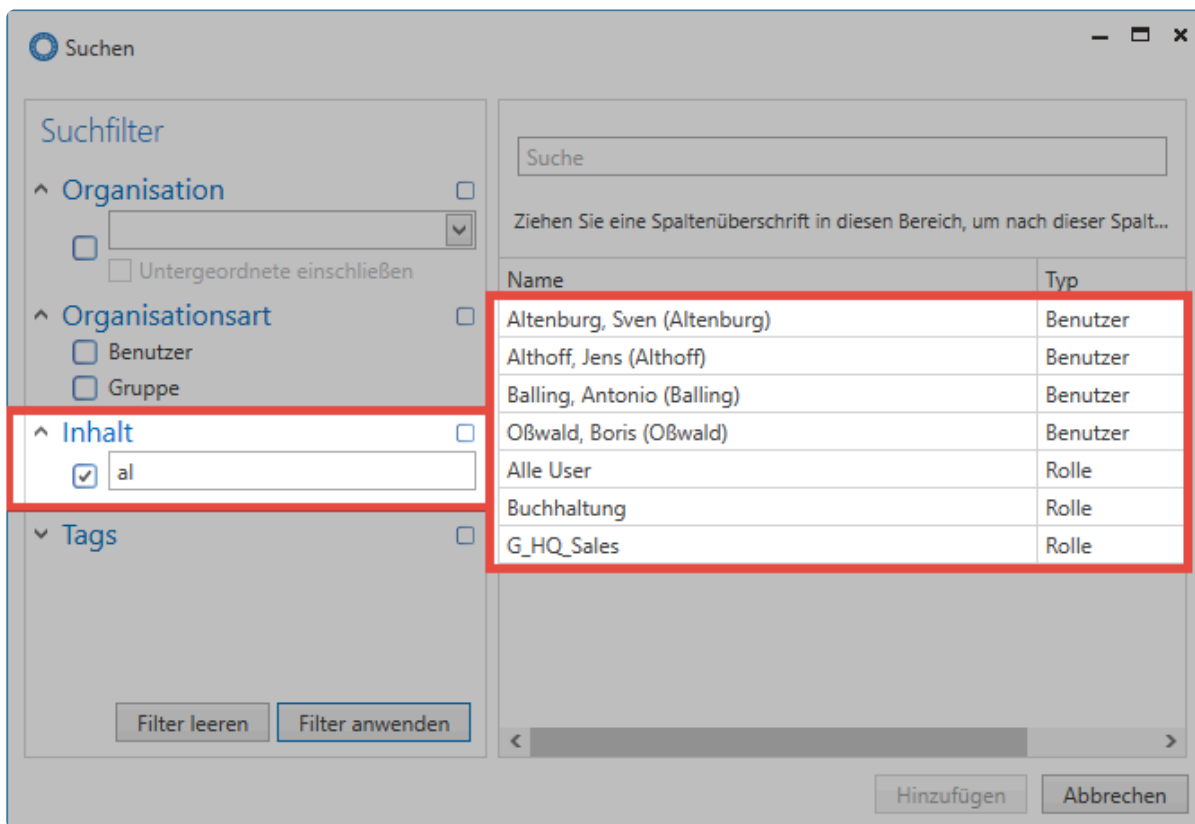 Suchen
Suchfilter
Organisation
Untergeordnete einschließen
Organisationsart
Benutzer
Gruppe
Inhalt
al
Tags
Filter leeren
Filter anwenden
Suche
Ziehen Sie eine Spaltenüberschrift in diesen Bereich, um nach dieser Spalt...
Name Typ
Altenburg, Sven (Altenburg) Benutzer
Althoff, Jens (Althoff) Benutzer
Balling, Antonio (Balling) Benutzer
Oßwald, Boris (Oßwald) Benutzer
Alle User Rolle
Buchhaltung Rolle
G_HQ_Sales Rolle
Hinzufügen Abbrechen